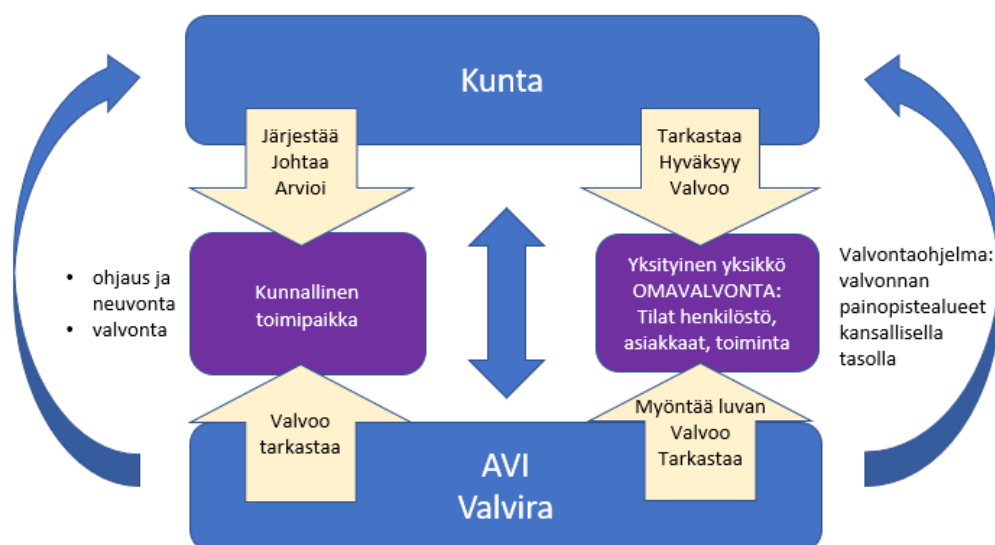 Kunta
Järjestää
Johtaa
Arvioi
Tarkastaa
Hyväksyy
Valvoo
• ohjaus ja
neuvonta
• valvonta
Kunnallinen
toimipaikka
Yksityinen yksikkö
OMAVALVONTA:
Tilat henkilöstö,
asiakkaat, toiminta
Valvontaohjelma:
valvonnan
painopistealueet
kansallisella
tasolla
Valvoo
tarkastaa
Myöntää luvan
Valvoo
Tarkastaa
AVI
Valvira